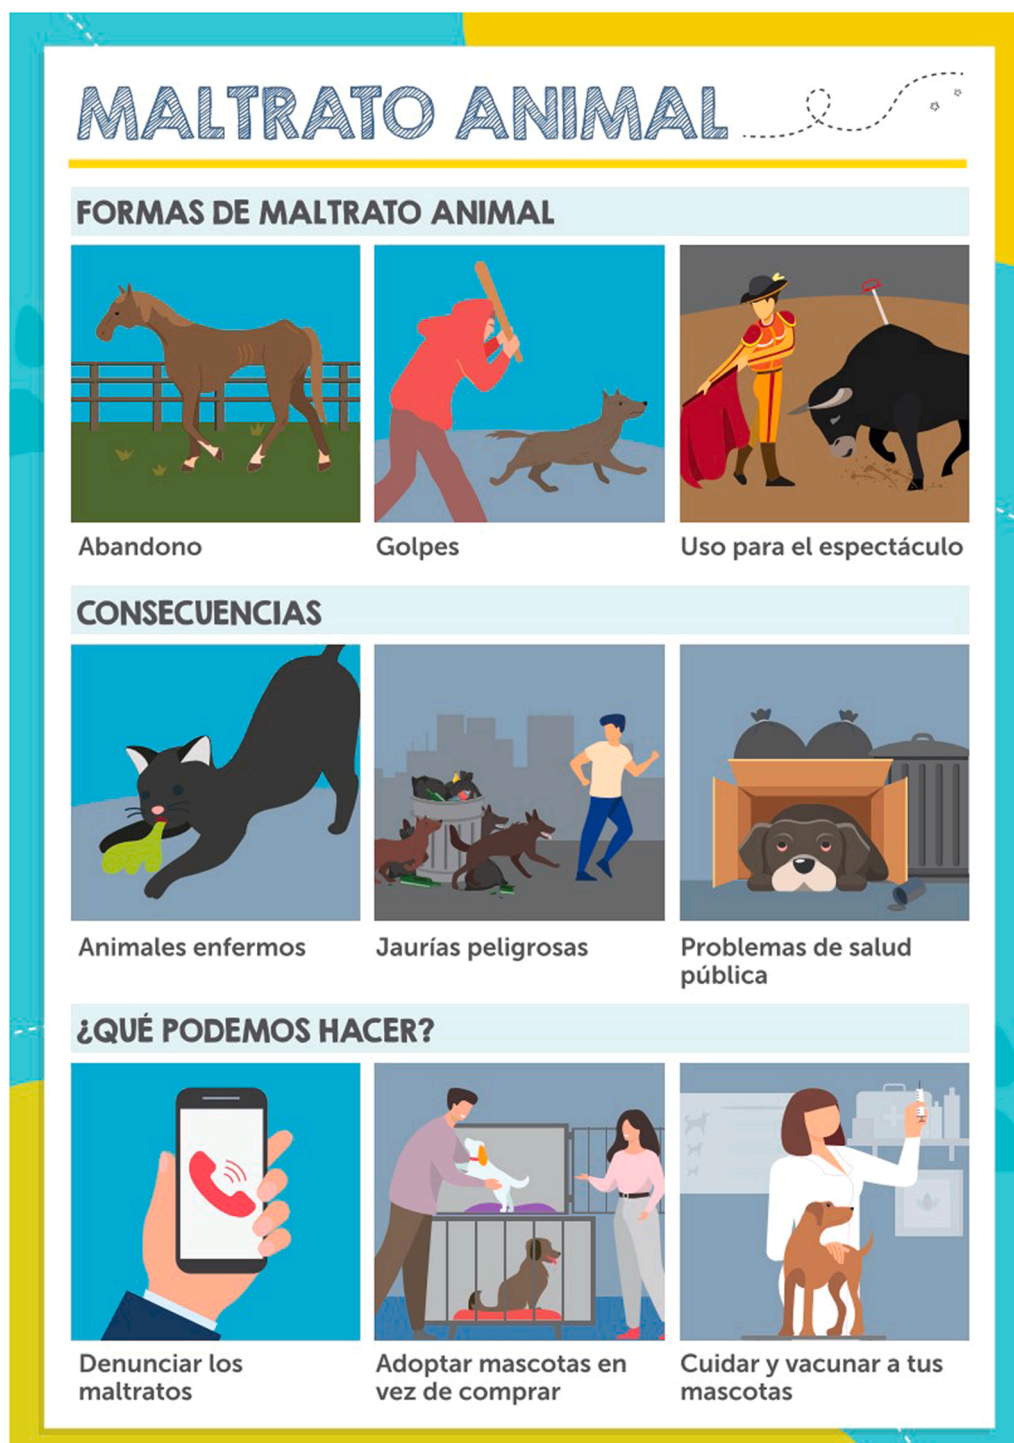 MALTRATO ANIMAL
FORMAS DE MALTRATO ANIMAL
Abandono
Golpes
Uso para el espectáculo
CONSECUENCIAS
Animales enfermos
Jaurías peligrosas
Problemas de salud
pública
¿QUÉ PODEMOS HACER?
Denunciar los
maltratos
Adoptar mascotas en
vez de comprar
Cuidar y vacunar a tus
mascotas